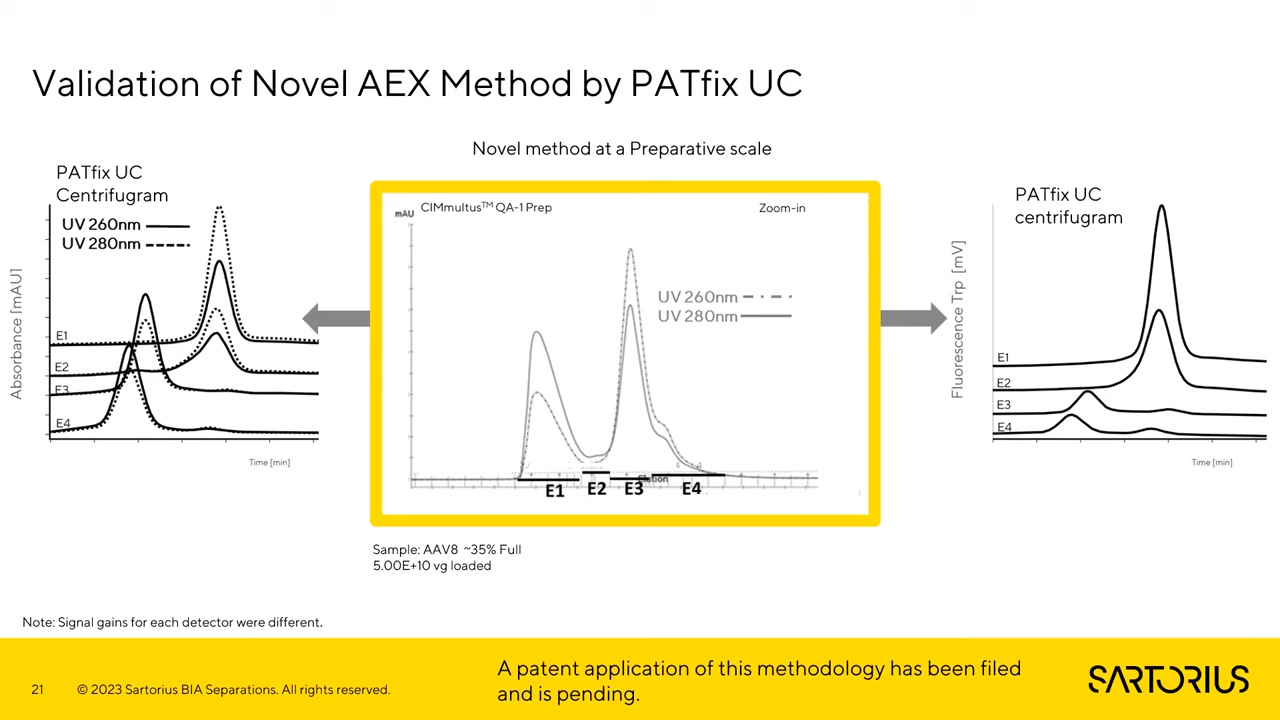 Validation of Novel AEX Method by PATfix UC
Novel method at a Preparative scale
PATfix UC
Centrifugram
UV 260nm
UV 280nm
Absorbance [mAU]
E1
E2
E3
E4
Time [min]
mAU
CIMmultus™ QA-1 Prep
Zoom-in
UV 260nm
UV 280nm
E1
E2
E3
E4
Sample: AAV8 ~35% Full
5.00E+10 vg loaded
PATfix UC
centrifugram
Fluorescence Trp [mV]
E1
E2
E3
E4
Time [min]
Note: Signal gains for each detector were different.
21
© 2023 Sartorius BIA Separations. All rights reserved.
A patent application of this methodology has been filed
and is pending.
SARTORIUS